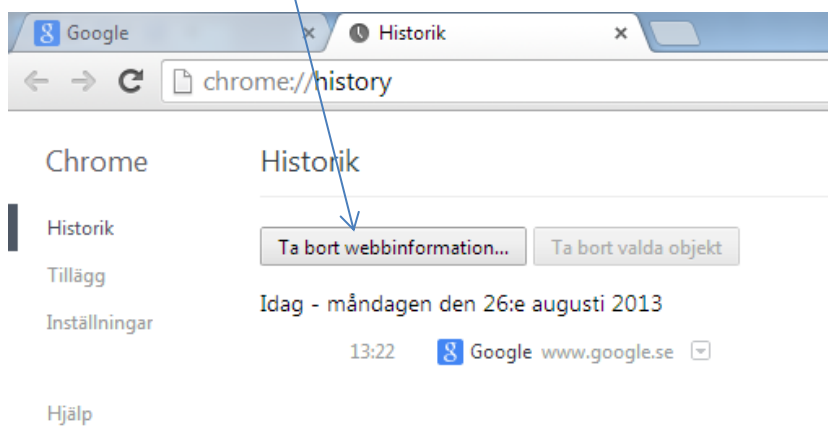 Google × Historik ×
chrome://history
Chrome Historik
Historik
Ta bort webbinformation... Ta bort valda objekt
Tillägg
Idag - måndagen den 26:e augusti 2013
Inställningar
13:22 8 Google www.google.se
Hjälp